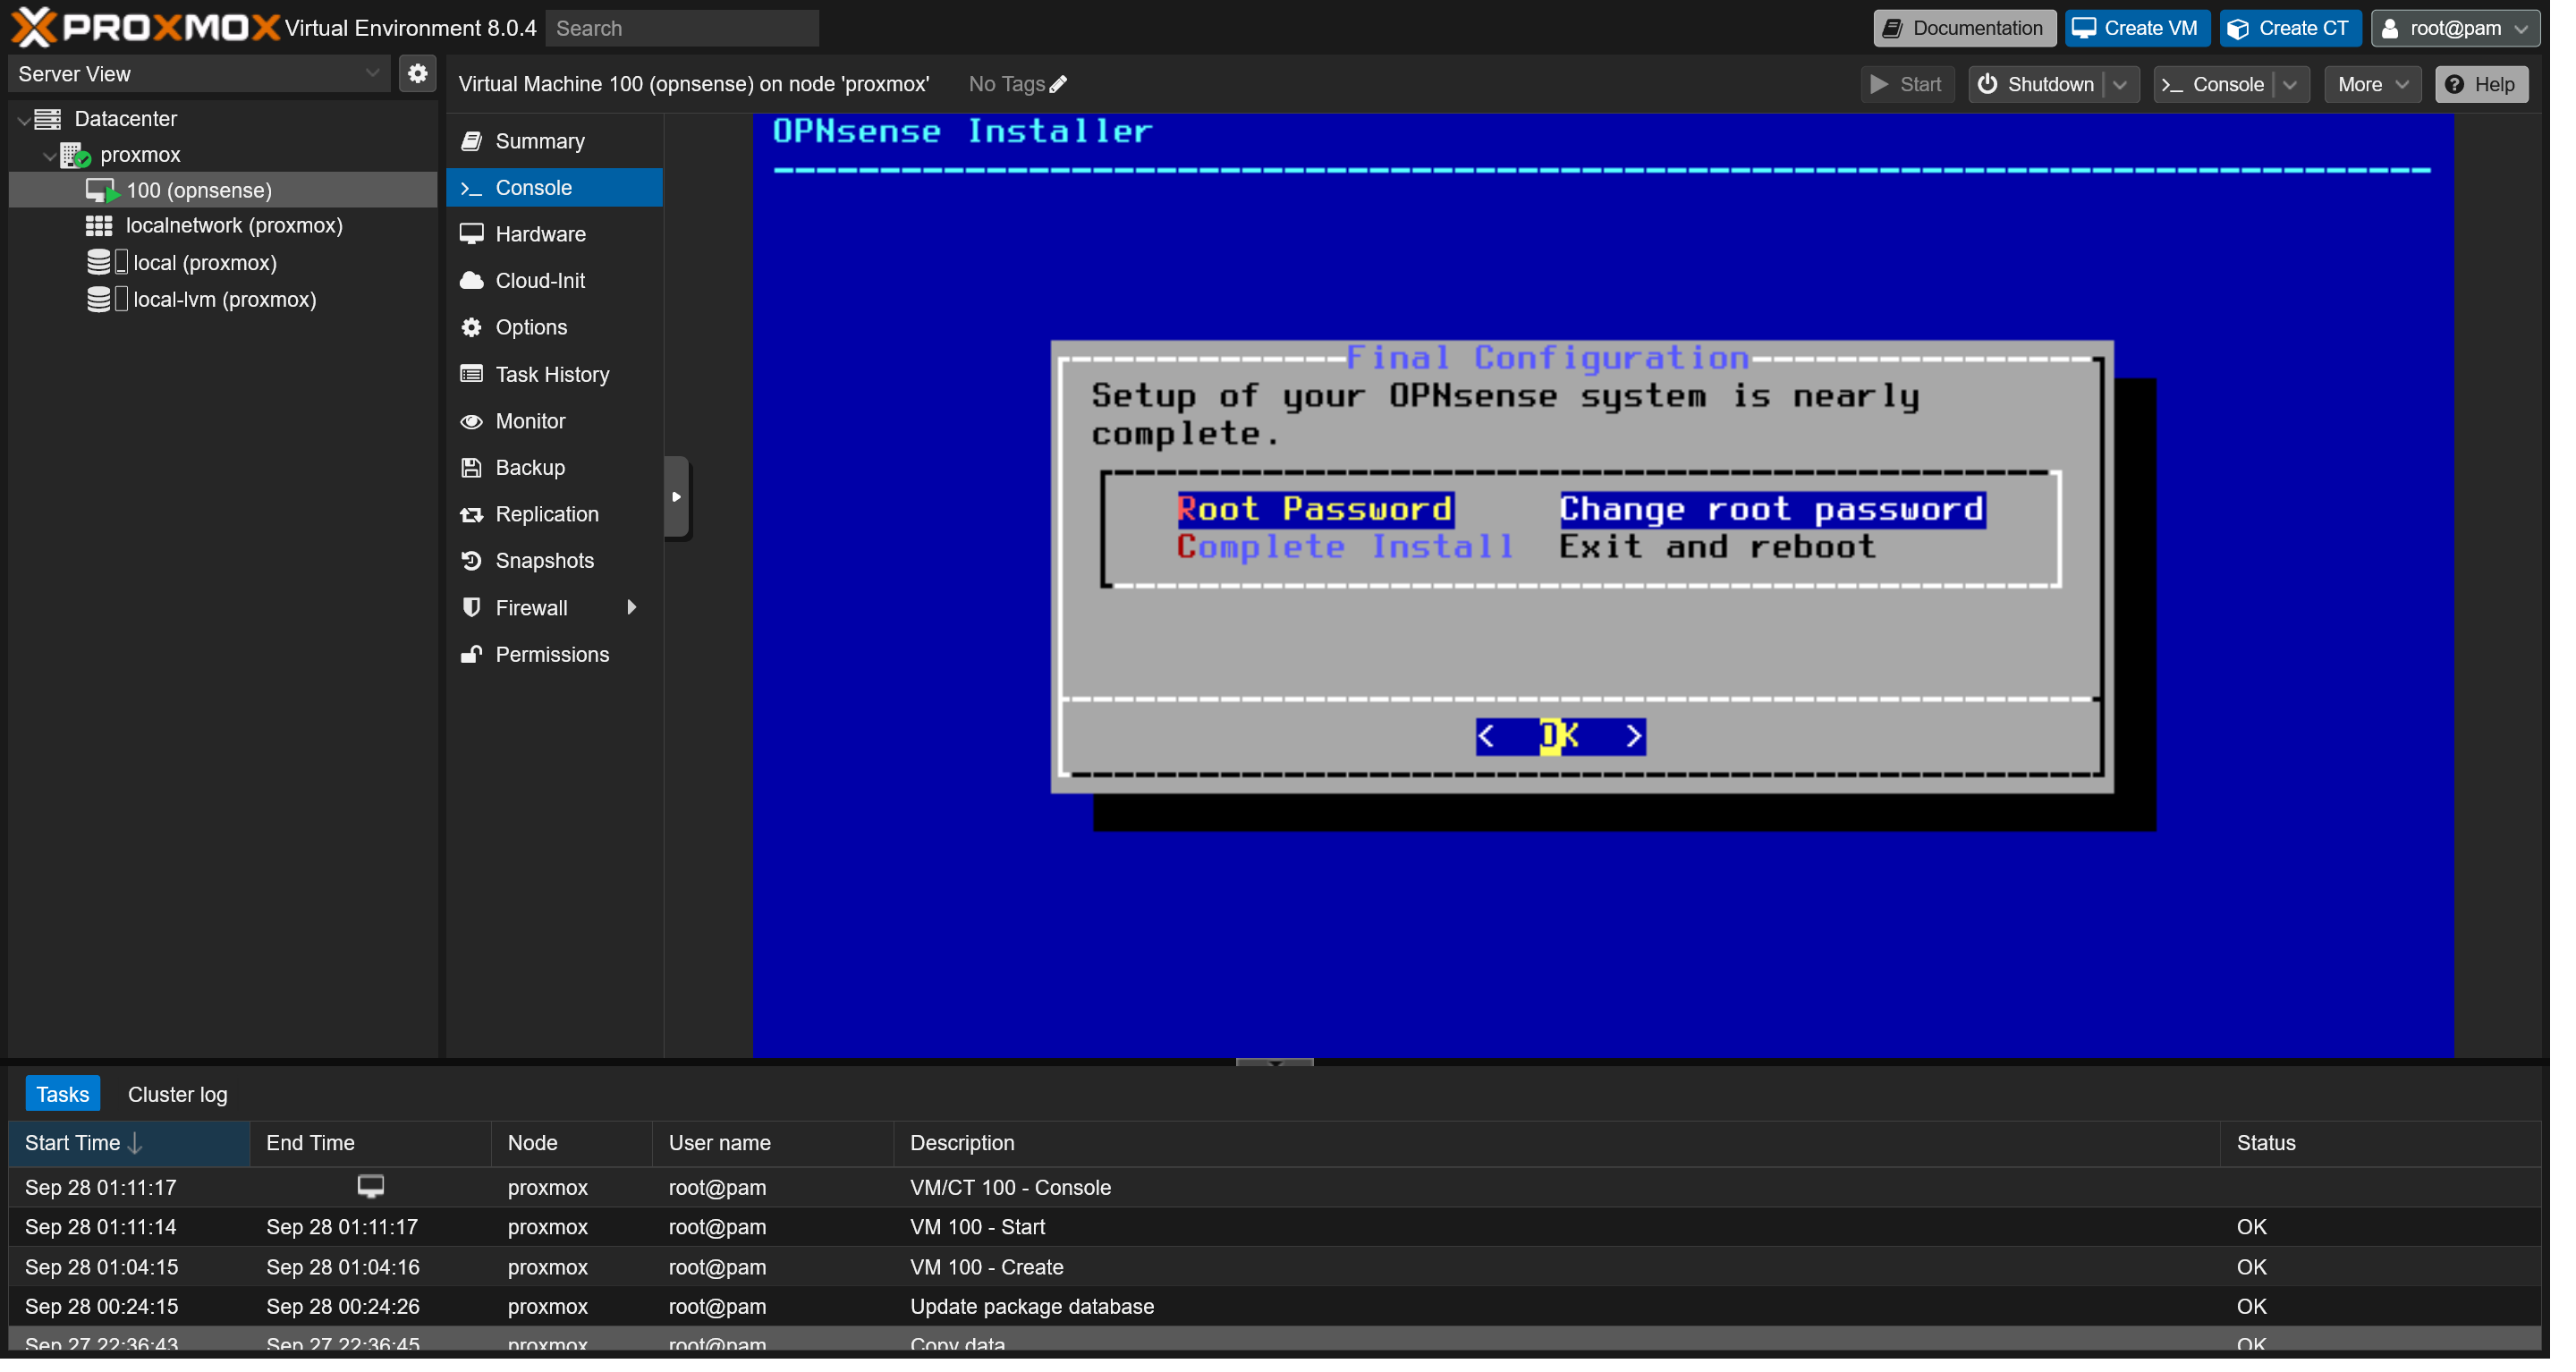 PROXMOX Virtual Environment 8.0.4 Search Documentation Create VM Create CT root@pam
Server View
Virtual Machine 100 (opnsense) on node 'proxmox' No Tags Start Shutdown Console More Help
Datacenter
proxmox
100 (opnsense)
localnetwork (proxmox)
local (proxmox)
local-lvm (proxmox)
Summary
Console
Hardware
Cloud-Init
Options
Task History
Monitor
Backup
Replication
Snapshots
Firewall
Permissions
OPNsense Installer
Final Configuration
Setup of your OPNsense system is nearly
complete.
Root Password Change root password
Complete Install Exit and reboot
< OK >
Tasks Cluster log
Start Time End Time Node User name Description Status
Sep 28 01:11:17 proxmox root@pam VM/CT 100 - Console
Sep 28 01:11:14 Sep 28 01:11:17 proxmox root@pam VM 100 - Start OK
Sep 28 01:04:15 Sep 28 01:04:16 proxmox root@pam VM 100 - Create OK
Sep 28 00:24:15 Sep 28 00:24:26 proxmox root@pam Update package database OK
Sep 27 22:36:43 Sep 27 22:36:45 proxmox root@pam Copy data OK